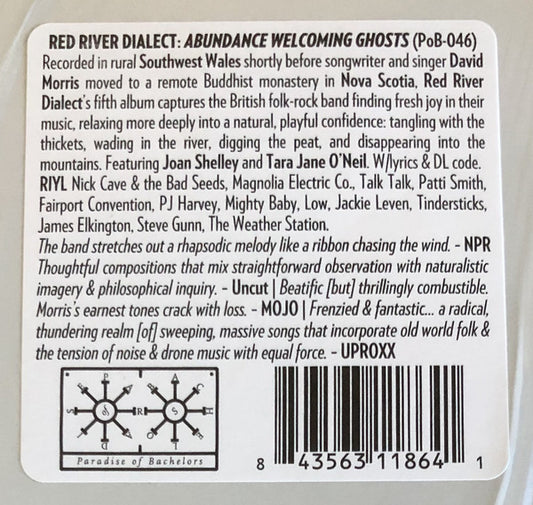 RED RIVER DIALECT: ABUNDANCE WELCOMING GHOSTS (PoB-046)
Recorded in rural Southwest Wales shortly before songwriter and singer David
Morris moved to a remote Buddhist monastery in Nova Scotia, Red River
Dialect's fifth album captures the British folk-rock band finding fresh joy in their
music, relaxing more deeply into a natural, playful confidence: tangling with the
thickets, wading in the river, digging the peat, and disappearing into the
mountains. Featuring Joan Shelley and Tara Jane O'Neil. W/lyrics & DL code.
RIYL Nick Cave & the Bad Seeds, Magnolia Electric Co., Talk Talk, Patti Smith,
Fairport Convention, PJ Harvey, Mighty Baby, Low, Jackie Leven, Tindersticks,
James Elkington, Steve Gunn, The Weather Station.
The band stretches out a rhapsodic melody like a ribbon chasing the wind. - NPR
Thoughtful compositions that mix straightforward observation with naturalistic
imagery & philosophical inquiry. - Uncut | Beatific [but] thrillingly combustible.
Morris's earnest tones crack with loss. - MOJO | Frenzied & fantastic... a radical,
thundering realm [of] sweeping, massive songs that incorporate old world folk &
the tension of noise & drone music with equal force. - UPROXX
Paradise of Bachelors
8 43563 11864 1